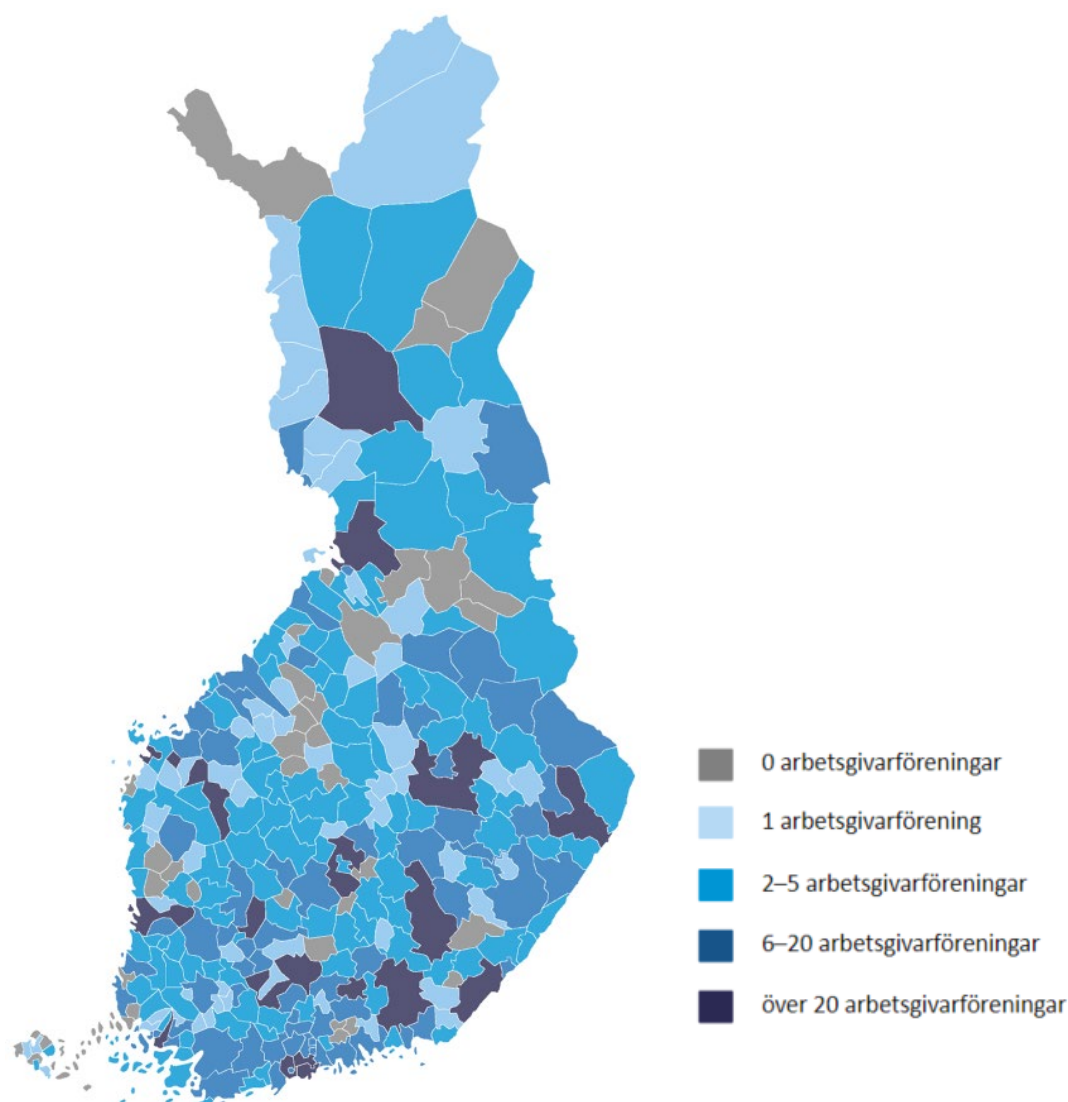 0 arbetsgivarföreningar
1 arbetsgivarförening
2–5 arbetsgivarföreningar
6–20 arbetsgivarföreningar
över 20 arbetsgivarföreningar